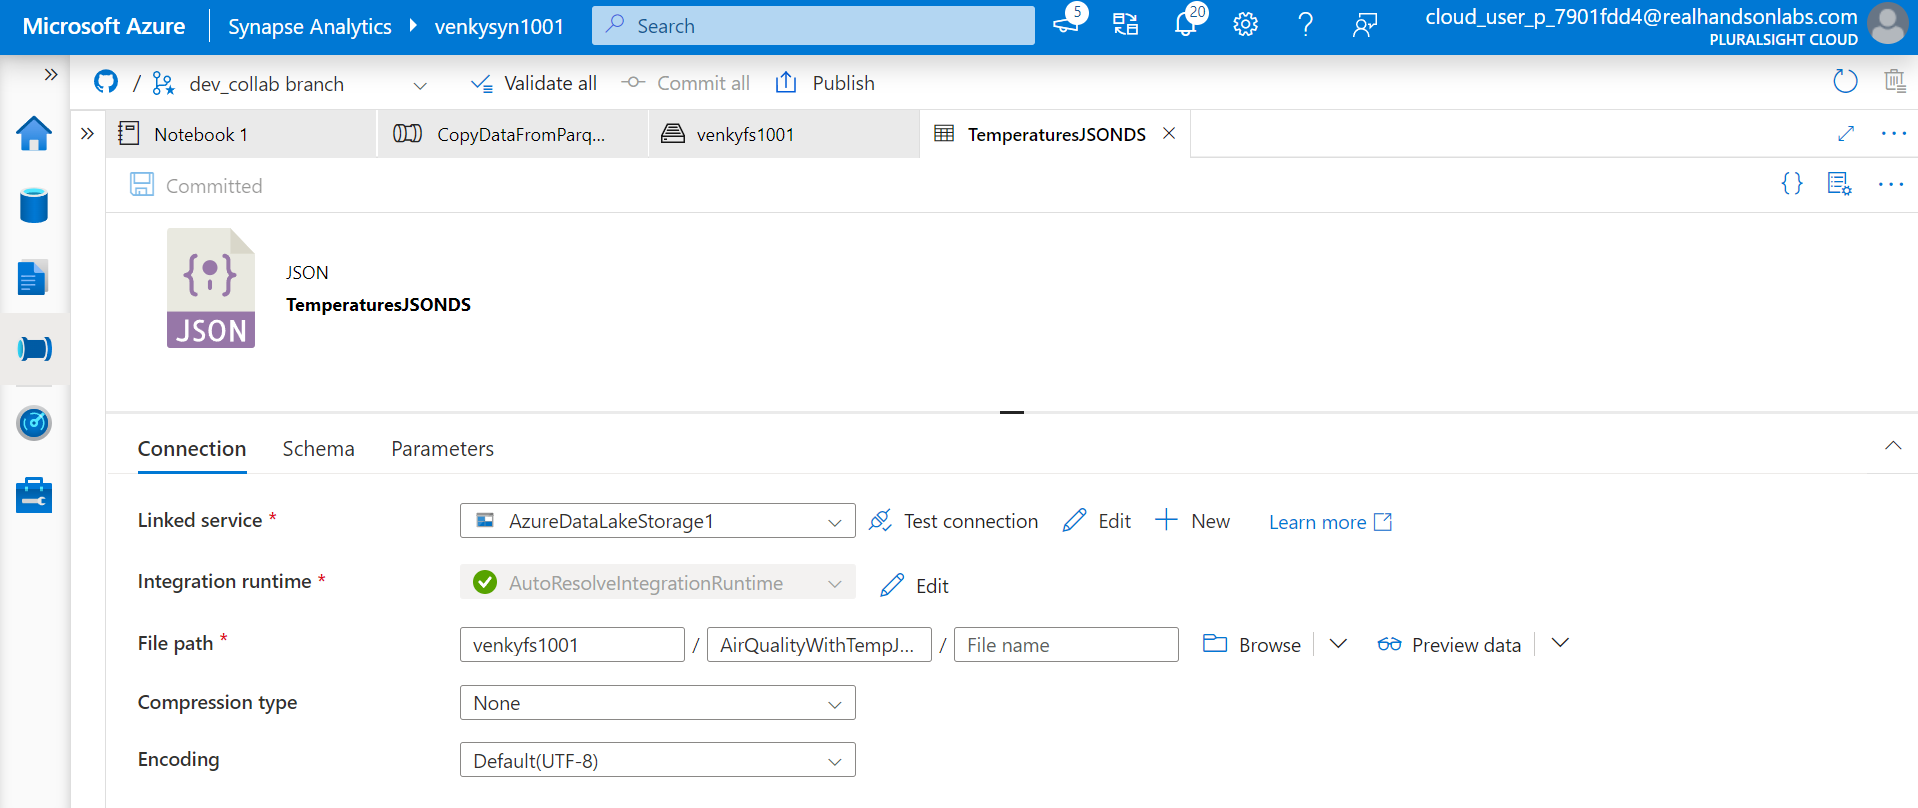 Microsoft Azure Synapse Analytics venkysyn1001 Search 5 20 cloud_user_p_7901fdd4@realhandsonlabs.com
PLURALSIGHT CLOUD
/ dev_collab branch Validate all Commit all Publish
Notebook 1 CopyDataFromParq... venkyfs1001 TemperaturesJSONDS
Committed
JSON
JSON
TemperaturesJSONDS
Connection Schema Parameters
Linked service * AzureDataLakeStorage1 Test connection Edit New Learn more
Integration runtime * AutoResolveIntegrationRuntime Edit
File path * venkyfs1001 / AirQualityWithTempJ... / File name Browse Preview data
Compression type None
Encoding Default(UTF-8)